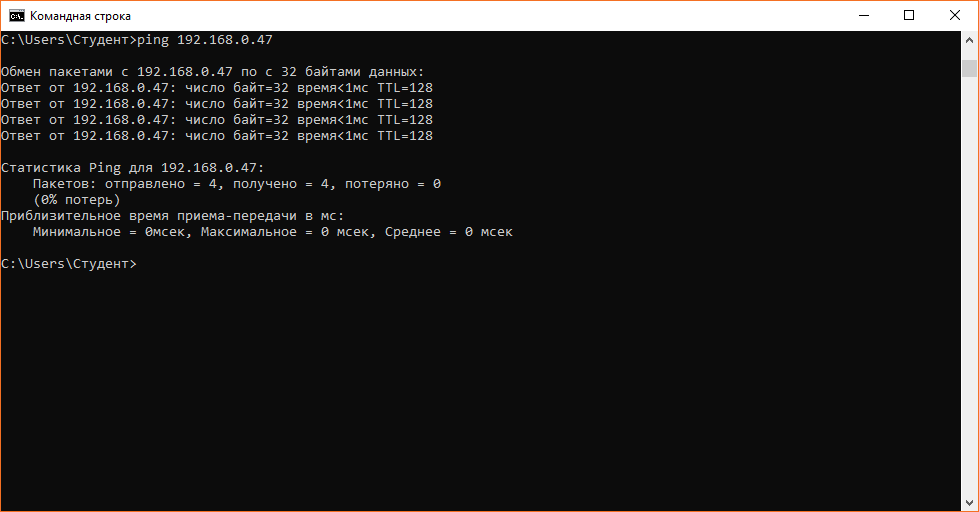 Командная строка
C:\Users\Студент>ping 192.168.0.47
Обмен пакетами с 192.168.0.47 по с 32 байтами данных:
Ответ от 192.168.0.47: число байт=32 время<1мс TTL=128
Ответ от 192.168.0.47: число байт=32 время<1мс TTL=128
Ответ от 192.168.0.47: число байт=32 время<1мс TTL=128
Ответ от 192.168.0.47: число байт=32 время<1мс TTL=128
Статистика Ping для 192.168.0.47:
Пакетов: отправлено = 4, получено = 4, потеряно = 0
(0% потерь)
Приблизительное время приема-передачи в мс:
Минимальное = 0мсек, Максимальное = 0 мсек, Среднее = 0 мсек
C:\Users\Студент>